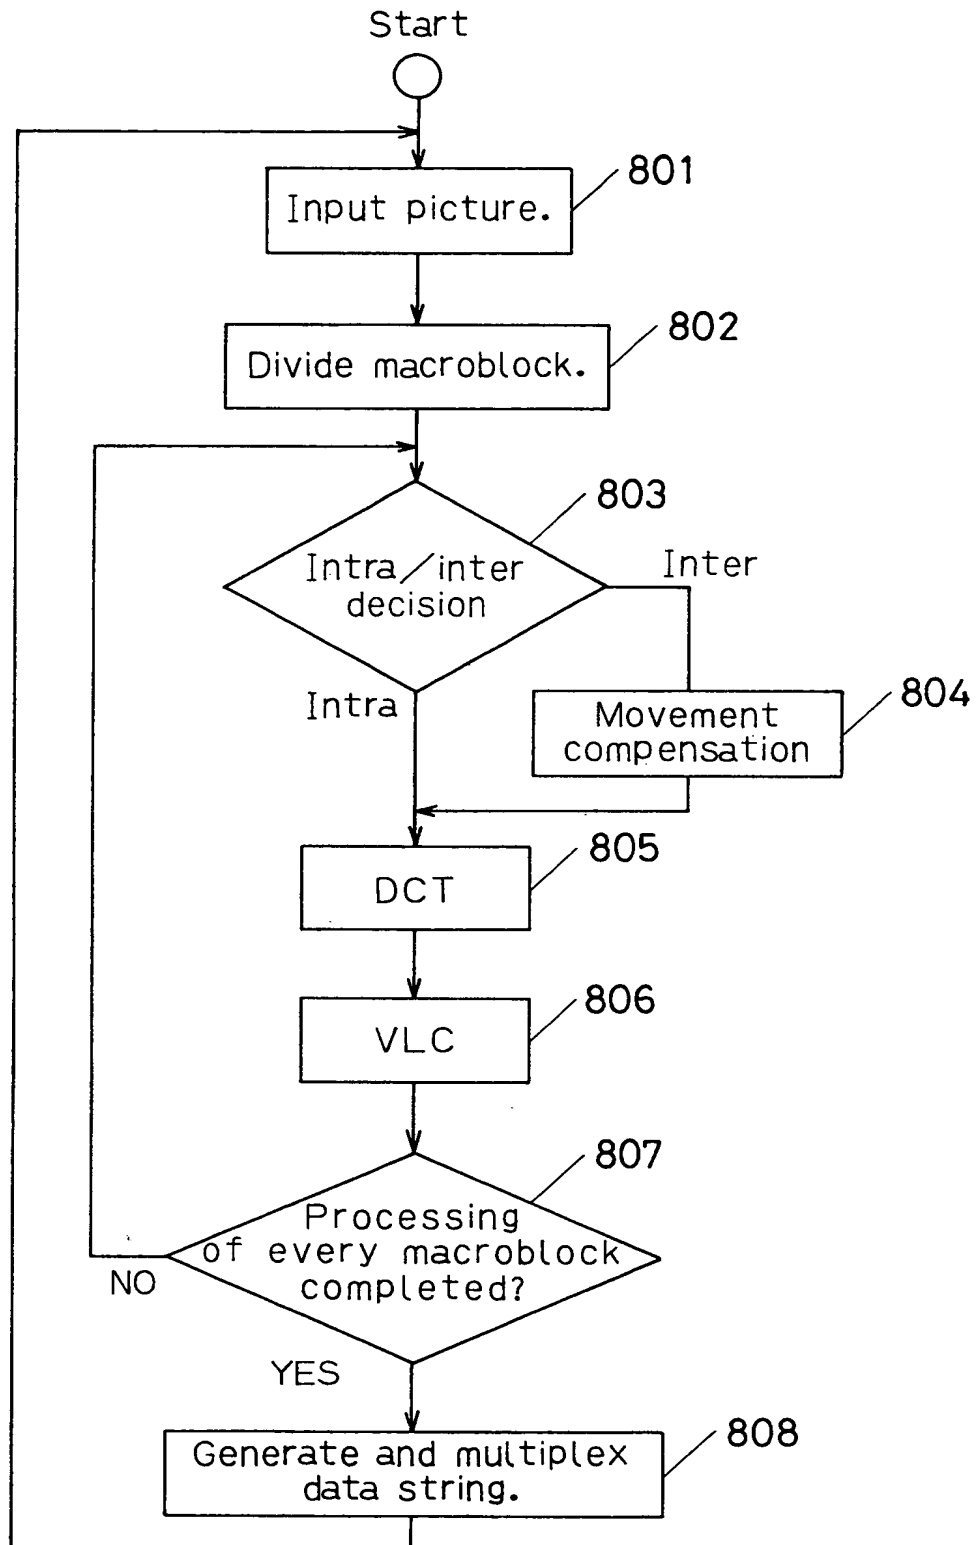 Start
801
Input picture.
802
Divide macroblock.
803
Intra/inter
decision
Inter
Intra
804
Movement
compensation
805
DCT
806
VLC
807
Processing
of every macroblock
completed?
NO
YES
808
Generate and multiplex
data string.